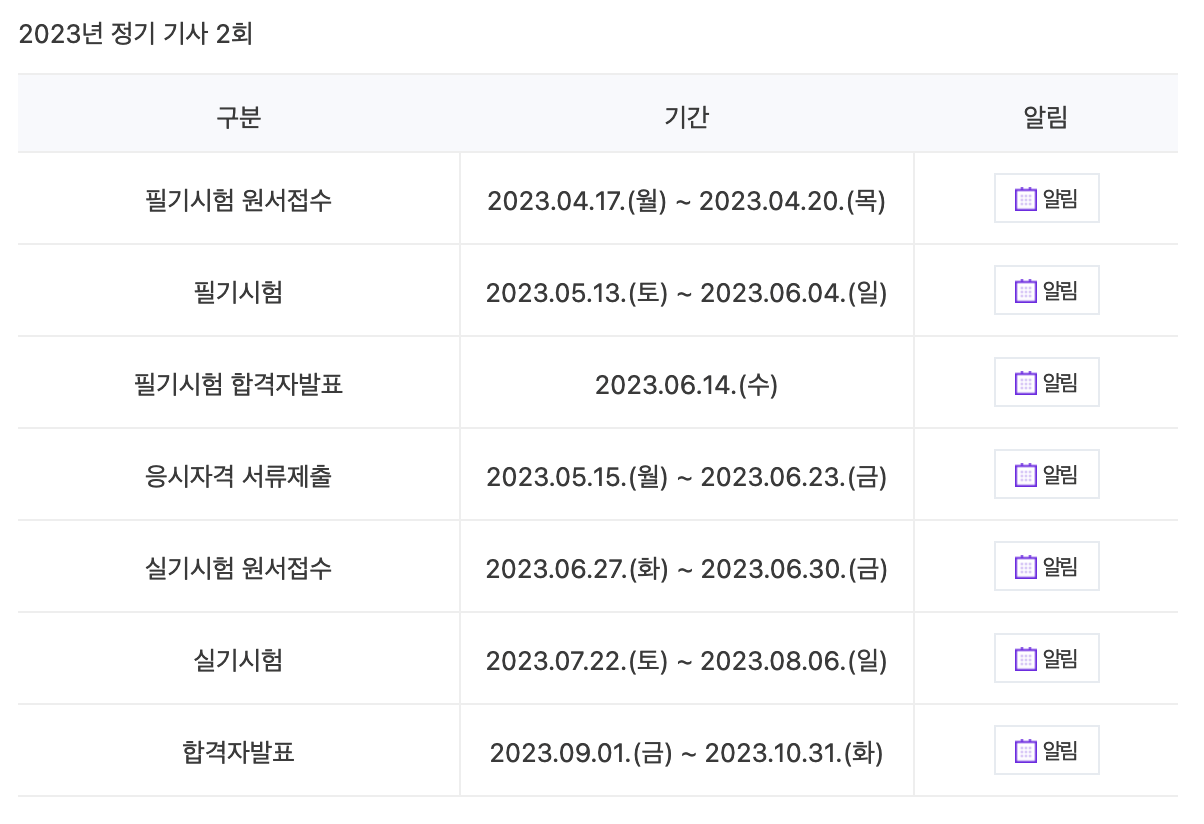 2023년 정기 기사 2회
구분 기간 알림
필기시험 원서접수 2023.04.17.(월) ~ 2023.04.20.(목) 알림
필기시험 2023.05.13.(토) ~ 2023.06.04.(일) 알림
필기시험 합격자발표 2023.06.14.(수) 알림
응시자격 서류제출 2023.05.15.(월) ~ 2023.06.23.(금) 알림
실기시험 원서접수 2023.06.27.(화) ~ 2023.06.30.(금) 알림
실기시험 2023.07.22.(토) ~ 2023.08.06.(일) 알림
합격자발표 2023.09.01.(금) ~ 2023.10.31.(화) 알림